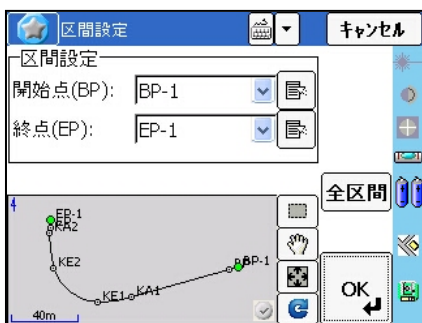 区間設定
キャンセル
区間設定
開始点(BP): BP-1
終点(EP): EP-1
全区間
4
EP-1
KA2
KE2
BP-1
KE1 KA1
40m
OK